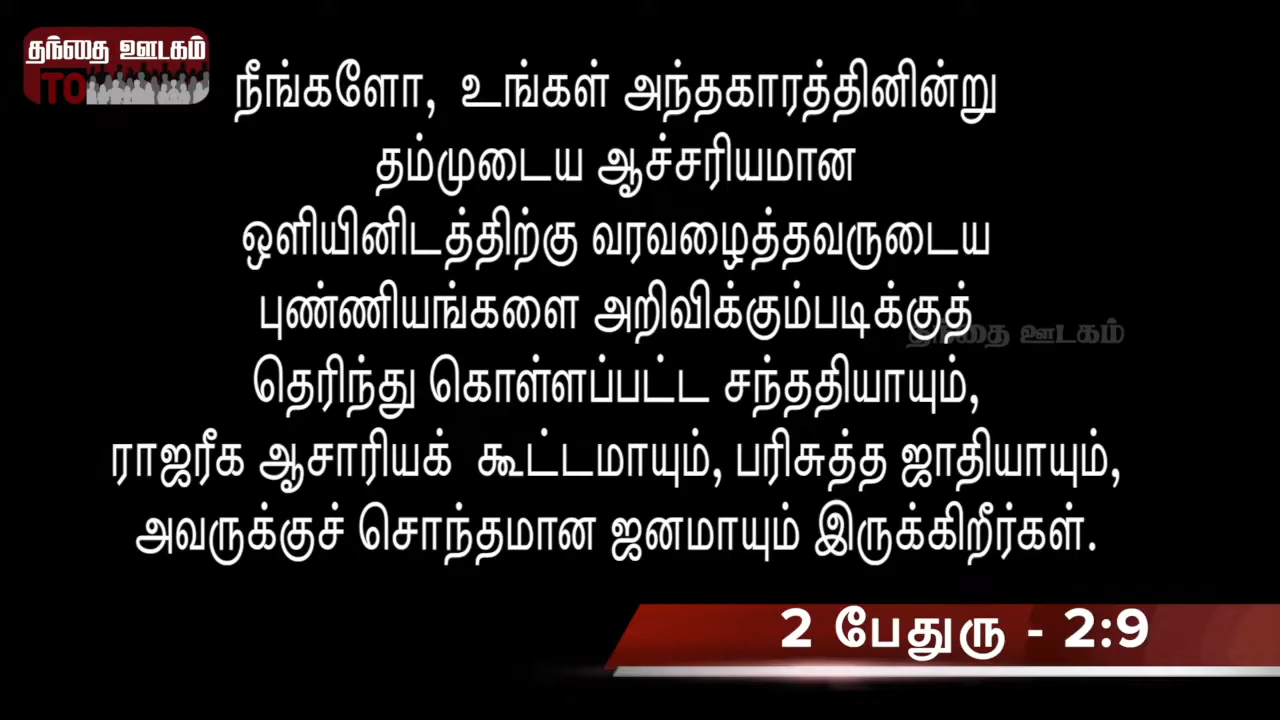 தந்தை ஊடகம்
TO
நீங்களோ, உங்கள் அந்தகாரத்தினின்று
தம்முடைய ஆச்சரியமான
ஒளியினிடத்திற்கு வரவழைத்தவருடைய
புண்ணியங்களை அறிவிக்கும்படிக்குத்
தந்தை ஊடகம்
தெரிந்து கொள்ளப்பட்ட சந்ததியாயும்,
ராஜரீக ஆசாரியக் கூட்டமாயும், பரிசுத்த ஜாதியாயும்,
அவருக்குச் சொந்தமான ஜனமாயும் இருக்கிறீர்கள்.
2 பேதுரு - 2:9